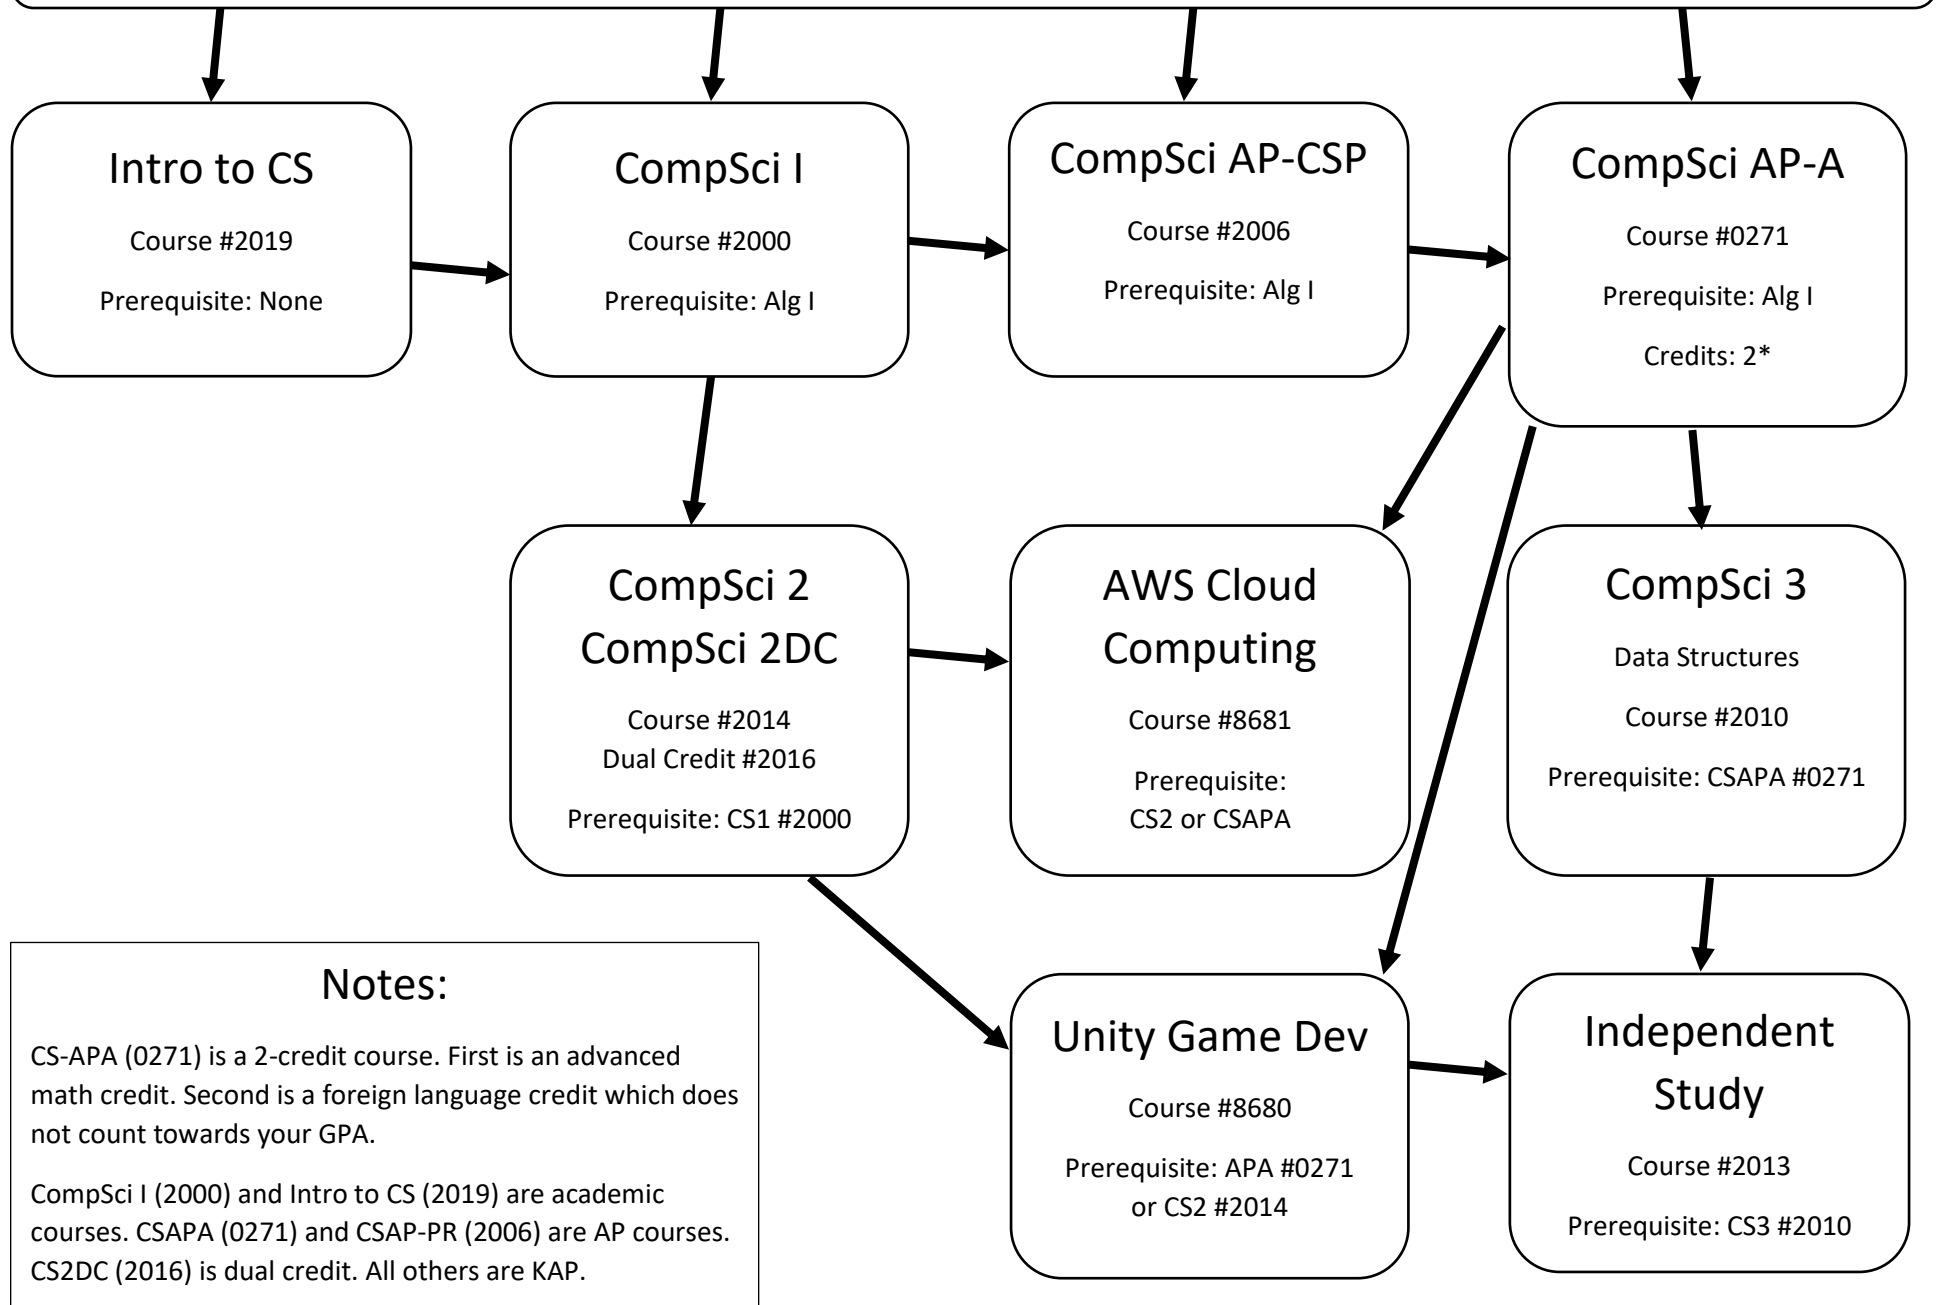 Intro to CS
Course #2019
Prerequisite: None
CompSci I
Course #2000
Prerequisite: Alg I
CompSci AP-CSP
Course #2006
Prerequisite: Alg I
CompSci AP-A
Course #0271
Prerequisite: Alg I
Credits: 2*
CompSci 2
CompSci 2DC
Course #2014
Dual Credit #2016
Prerequisite: CS1 #2000
AWS Cloud
Computing
Course #8681
Prerequisite:
CS2 or CSAPA
CompSci 3
Data Structures
Course #2010
Prerequisite: CSAPA #0271
Notes:
CS-APA (0271) is a 2-credit course. First is an advanced
math credit. Second is a foreign language credit which does
not count towards your GPA.
CompSci I (2000) and Intro to CS (2019) are academic
courses. CSAPA (0271) and CSAP-PR (2006) are AP courses.
CS2DC (2016) is dual credit. All others are KAP.
Unity Game Dev
Course #8680
Prerequisite: APA #0271
or CS2 #2014
Independent
Study
Course #2013
Prerequisite: CS3 #2010